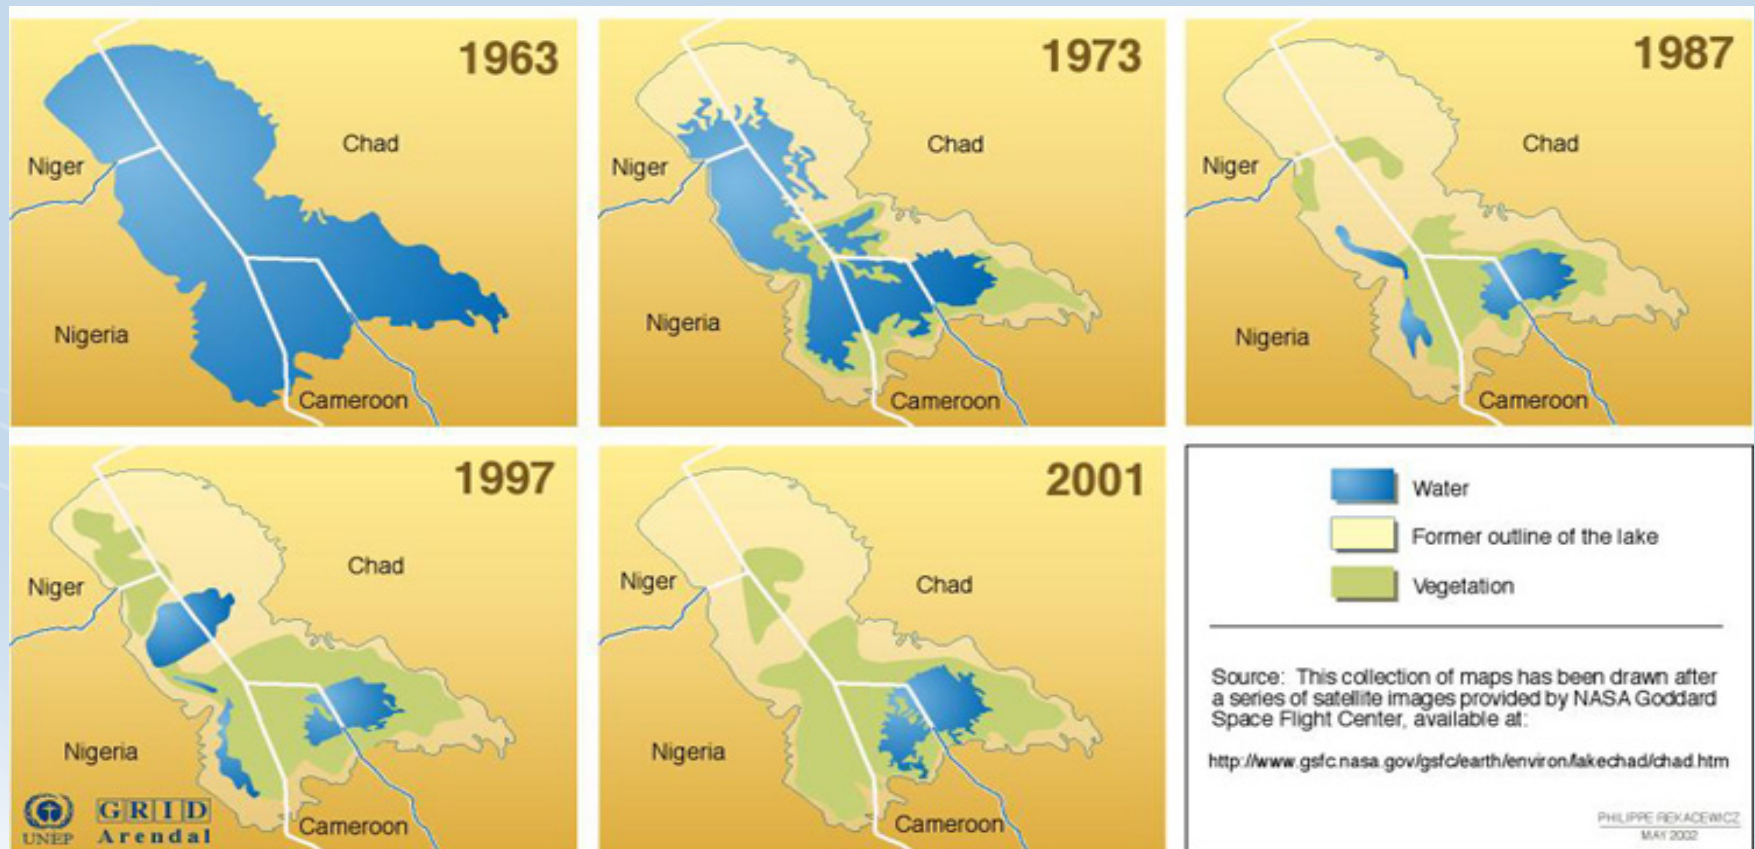 1963
Chad
Niger
Nigeria
Cameroon
1973
Chad
Niger
Nigeria
Cameroon
1987
Chad
Niger
Nigeria
Cameroon
1997
Chad
Niger
Nigeria
Cameroon
UNEP
GRID
Arendal
2001
Chad
Niger
Nigeria
Cameroon
Water
Former outline of the lake
Vegetation
Source: This collection of maps has been drawn after
a series of satellite images provided by NASA Goddard
Space Flight Center, available at:
http://www.gsfc.nasa.gov/gsfc/earth/environ/lakechad/chad.htm
PHILIPPE REKACEWICZ
MAY 2002